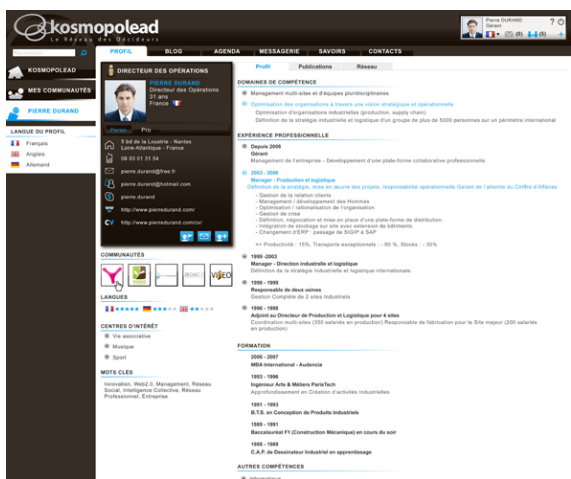 kosmopolead
Le Réseau des Décideurs
Pierre DURAND
Gérant
(0)
(5)
?
PROFIL
BLOG
AGENDA
MESSAGERIE
SAVOIRS
CONTACTS
KOSMOPOLEAD
MES COMMUNAUTÉS
PIERRE DURAND
LANGUE DU PROFIL
Français
Anglais
Allemand
DIRECTEUR DES OPÉRATIONS
PIERRE DURAND
Directeur des Opérations
31 ans
France
Perso
Pro
5 bd de la Loustrie - Nantes
Loire-Atlantique - France
08 03 01 31 54
pierre.durand@free.fr
pierre.durand@hotmail.com
pierre.durand
http://www.pierredurand.com/
CV
http://www.pierredurand.com/cv/
COMMUNAUTÉS
VISEO
LANGUES
CENTRES D'INTÉRÊT
Vie associative
Musique
Sport
MOTS CLÉS
Innovation, Web2.0, Management, Réseau
Social, Intelligence Collective, Réseau
Professionnel, Entreprise
Profil
Publications
Réseau
DOMAINES DE COMPÉTENCE
Management multi-sites et d'équipes pluridisciplinaires
Optimisation des organisations à travers une vision stratégique et opérationnelle
Optimisation d'organisations industrielles (production, supply chain)
Définition de la stratégie industrielle et logistique d'un groupe de plus de 5000 personnes sur un périmètre international
EXPÉRIENCE PROFESSIONNELLE
Depuis 2008
Gérant
Management de l'entreprise - Développement d'une plate-forme collaborative professionnelle
2003 - 2006
Manager - Production et logistique
Définition de la stratégie, mise en œuvre des projets, responsabilité opérationnelle Garant de l'atteinte du Chiffre d'Affaires
- Gestion de la relation clients
- Management / développement des Hommes
- Optimisation / rationalisation de l'organisation
- Gestion de crise
- Définition, négociation et mise en place d'une plate-forme de distribution.
- Intégration de stockage sur site avec extension de bâtiments
- Changement d'ERP : passage de SIGIP à SAP
=> Productivité : 15%, Transports exceptionnels : - 60 %, Stocks : - 30%
1999 -2003
Manager - Direction industrielle et logistique
Définition de la stratégie industrielle et logistique internationale.
1998 - 1999
Responsable de deux usines
Gestion Complète de 2 sites Industriels
1996 - 1998
Adjoint au Directeur de Production et Logistique pour 4 sites
Coordination multi-sites (350 salariés en production) Responsable de fabrication pour le Site majeur (200 salariés
en production)
FORMATION
2006 - 2007
MBA International - Audencia
1993 - 1996
Ingénieur Arts & Métiers ParisTech
Approfondissement en Création d'activités Industrielles
1991 - 1993
B.T.S. en Conception de Produits Industriels
1989 - 1991
Baccalauréat F1 (Construction Mécanique) en cours du soir
1988 - 1989
C.A.P. de Dessinateur Industriel en apprentissage
AUTRES COMPÉTENCES
Informatique